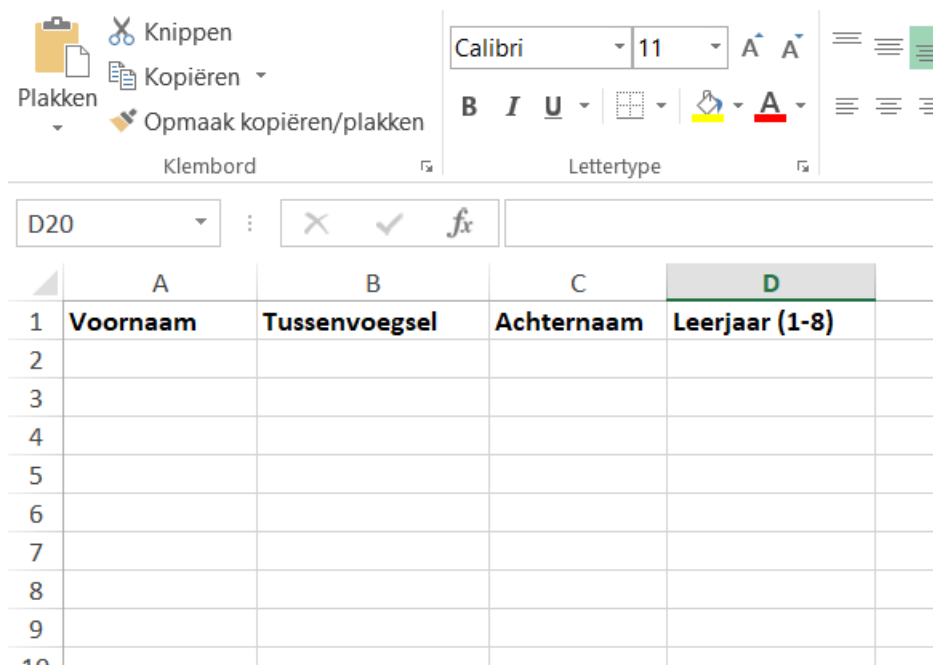 Plakken
Knippen
Kopiëren
Opmaak kopiëren/plakken
Klembord
Calibri 11 A A
B I U A
Lettertype
D20 fx
A B C D
1 Voornaam Tussenvoegsel Achternaam Leerjaar (1-8)
2
3
4
5
6
7
8
9
10